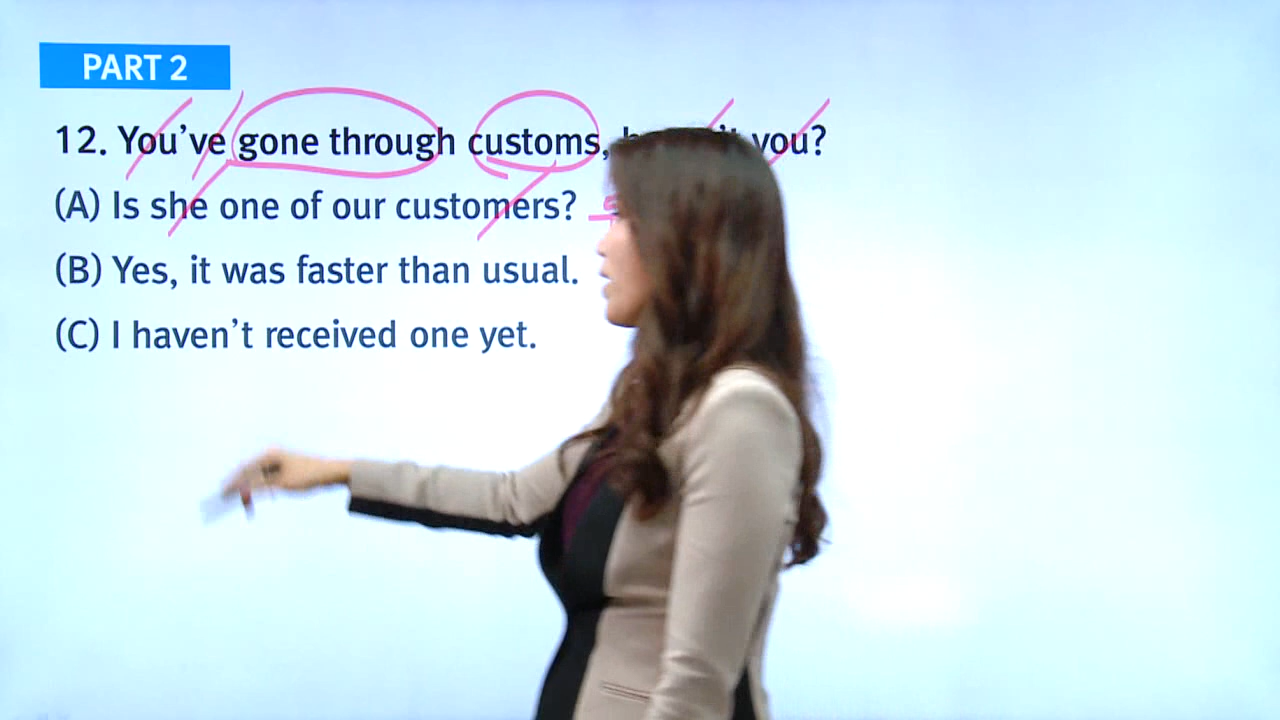 PART 2
12. You've gone through customs, you?
(A) Is she one of our customers?
(B) Yes, it was faster than usual.
(C) I haven't received one yet.